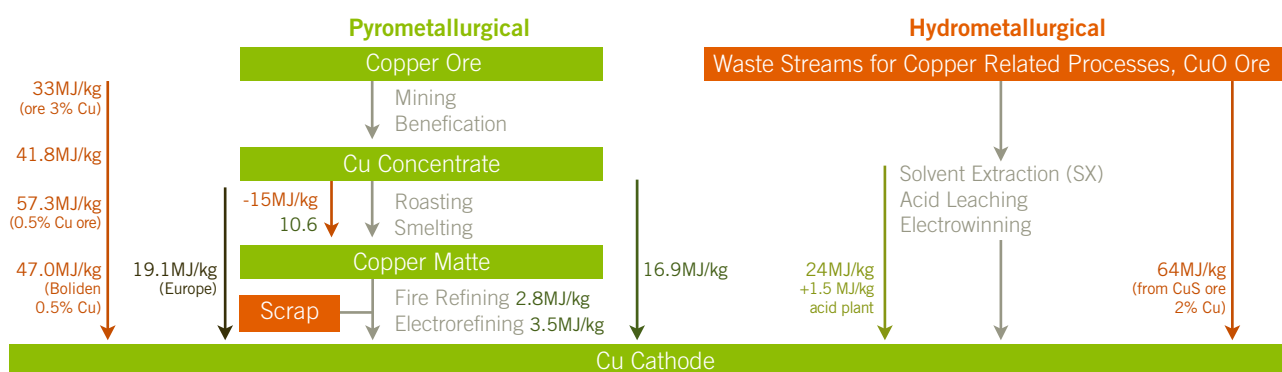 Pyrometallurgical
Hydrometallurgical
Copper Ore
Waste Streams for Copper Related Processes, CuO Ore
33MJ/kg
(ore 3% Cu)
41.8MJ/kg
57.3MJ/kg
(0.5% Cu ore)
47.0MJ/kg
(Boliden
0.5% Cu)
19.1MJ/kg
(Europe)
Mining
Benefication
Cu Concentrate
-15MJ/kg
10.6
Roasting
Smelting
Copper Matte
Scrap
Fire Refining 2.8MJ/kg
Electrorefining 3.5MJ/kg
16.9MJ/kg
Solvent Extraction (SX)
Acid Leaching
Electrowinning
24MJ/kg
+1.5 MJ/kg
acid plant
64MJ/kg
(from CuS ore
2% Cu)
Cu Cathode